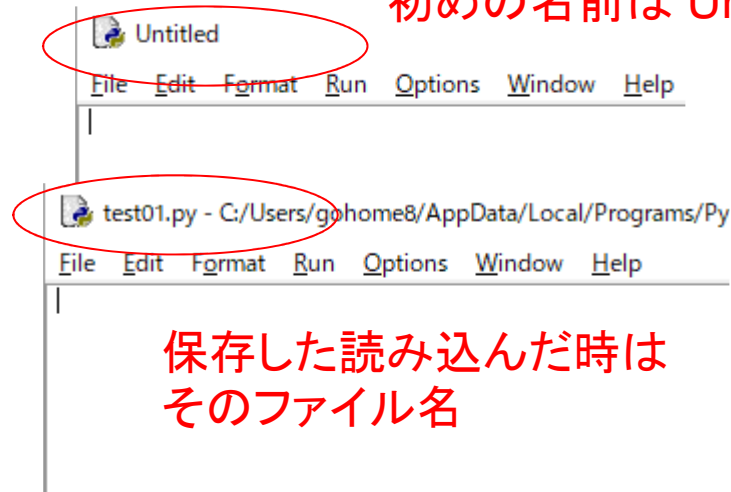 初めの名前は Un
Untitled
File Edit Format Run Options Window Help
test01.py - C:/Users/gohome8/AppData/Local/Programs/Py
File Edit Format Run Options Window Help
保存した読み込んだ時は
そのファイル名